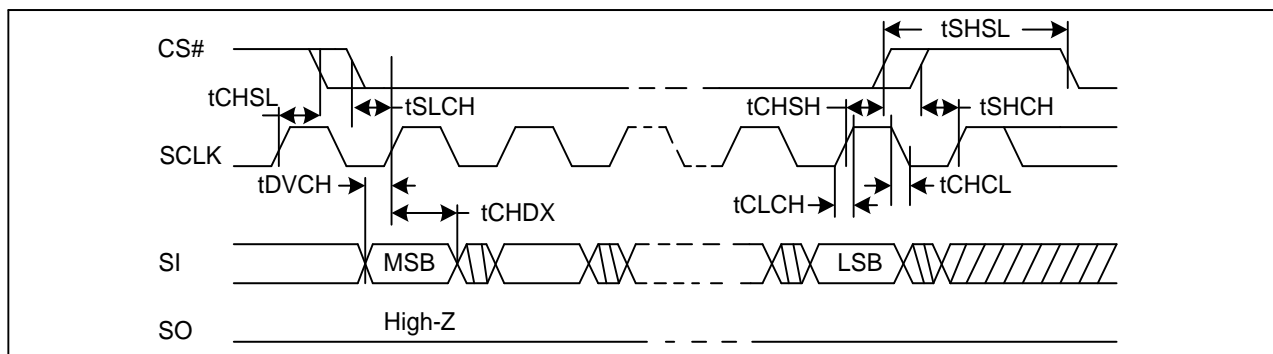 tSHSL
CS#
tCHSL
tSLCH
tCHSH
tSHCH
SCLK
tDVCH
tCHCL
tCLCH
tCHDX
SI
MSB
LSB
High-Z
SO